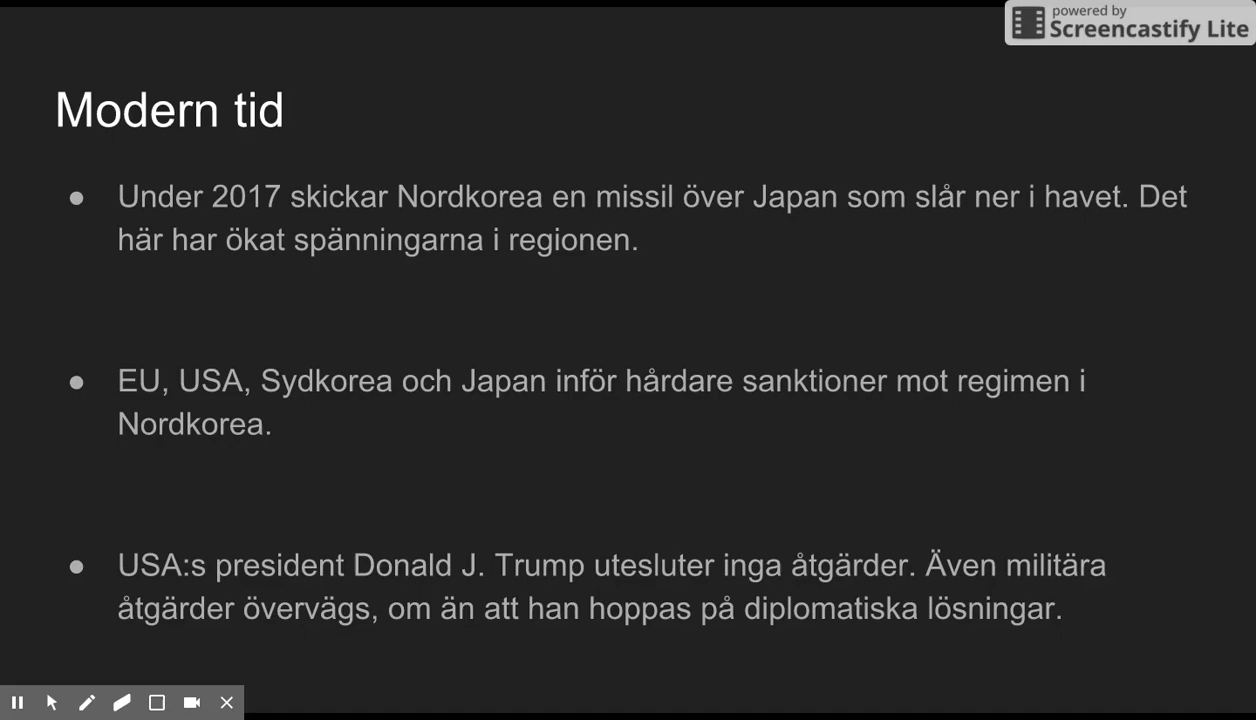 powered by
Screencastify Lite
Modern tid
● Under 2017 skickar Nordkorea en missil över Japan som slår ner i havet. Det
här har ökat spänningarna i regionen.
● EU, USA, Sydkorea och Japan inför hårdare sanktioner mot regimen i
Nordkorea.
● USA:s president Donald J. Trump utesluter inga åtgärder. Även militära
åtgärder övervägs, om än att han hoppas på diplomatiska lösningar.